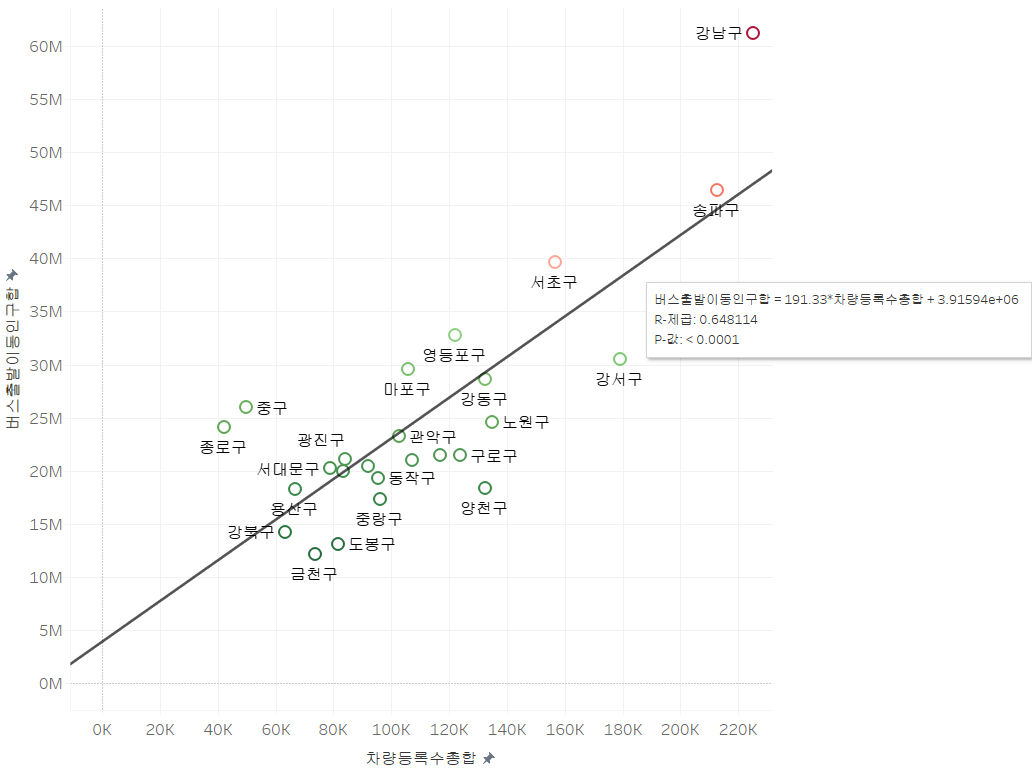 60M
55M
50M
45M
40M
35M
30M
25M
20M
15M
10M
5M
0M
버스출발이동인구합
강남구
송파구
서초구
버스출발이동인구합 = 191.33*차량등록수총합 + 3.91594e+06
R-제곱: 0.648114
P-값: < 0.0001
영등포구
강서구
마포구
강동구
중구
노원구
종로구
광진구
관악구
서대문구
구로구
동작구
용산구
중랑구
양천구
강북구
도봉구
금천구
0K 20K 40K 60K 80K 100K 120K 140K 160K 180K 200K 220K
차량등록수총합